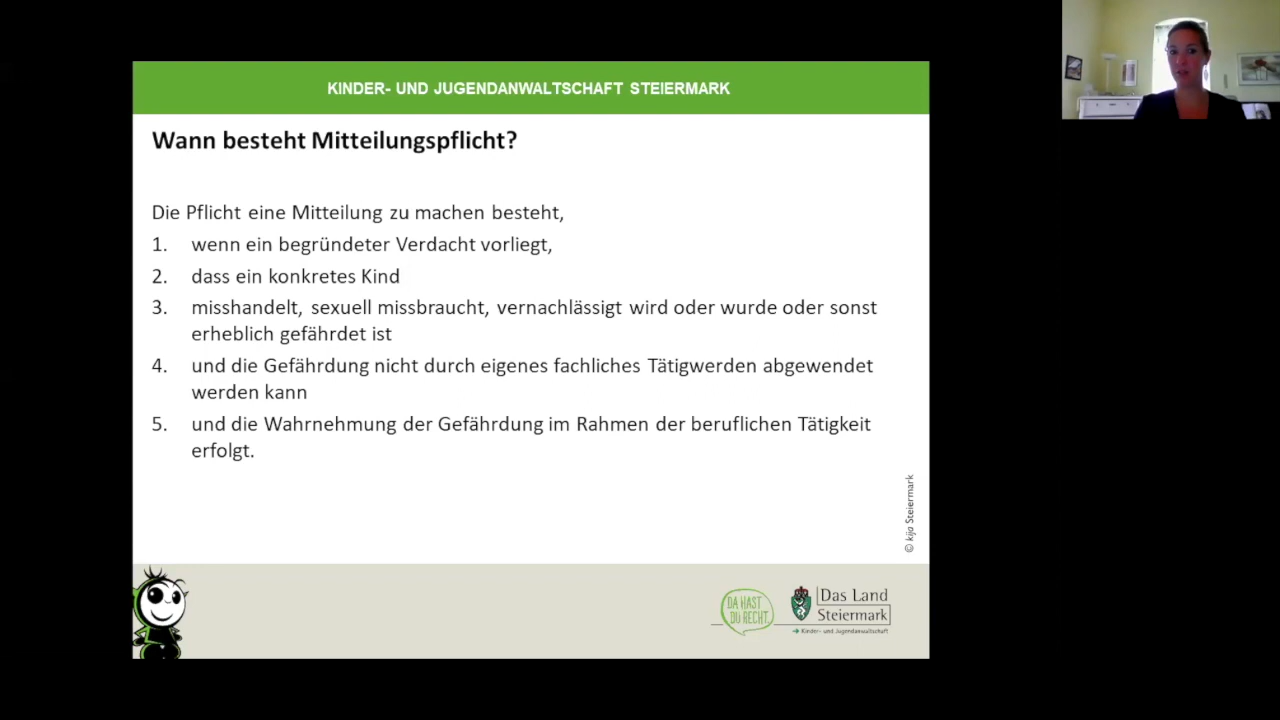 KINDER- UND JUGENDANWALTSCHAFT STEIERMARK
Wann besteht Mitteilungspflicht?
Die Pflicht eine Mitteilung zu machen besteht,
1. wenn ein begründeter Verdacht vorliegt,
2. dass ein konkretes Kind
3. misshandelt, sexuell missbraucht, vernachlässigt wird oder wurde oder sonst
erheblich gefährdet ist
4. und die Gefährdung nicht durch eigenes fachliches Tätigwerden abgewendet
werden kann
5. und die Wahrnehmung der Gefährdung im Rahmen der beruflichen Tätigkeit
erfolgt.
© kija Steiermark
DA HAST
DU RECHT
Das Land
Steiermark
→ Kinder- und Jugendanwaltschaft